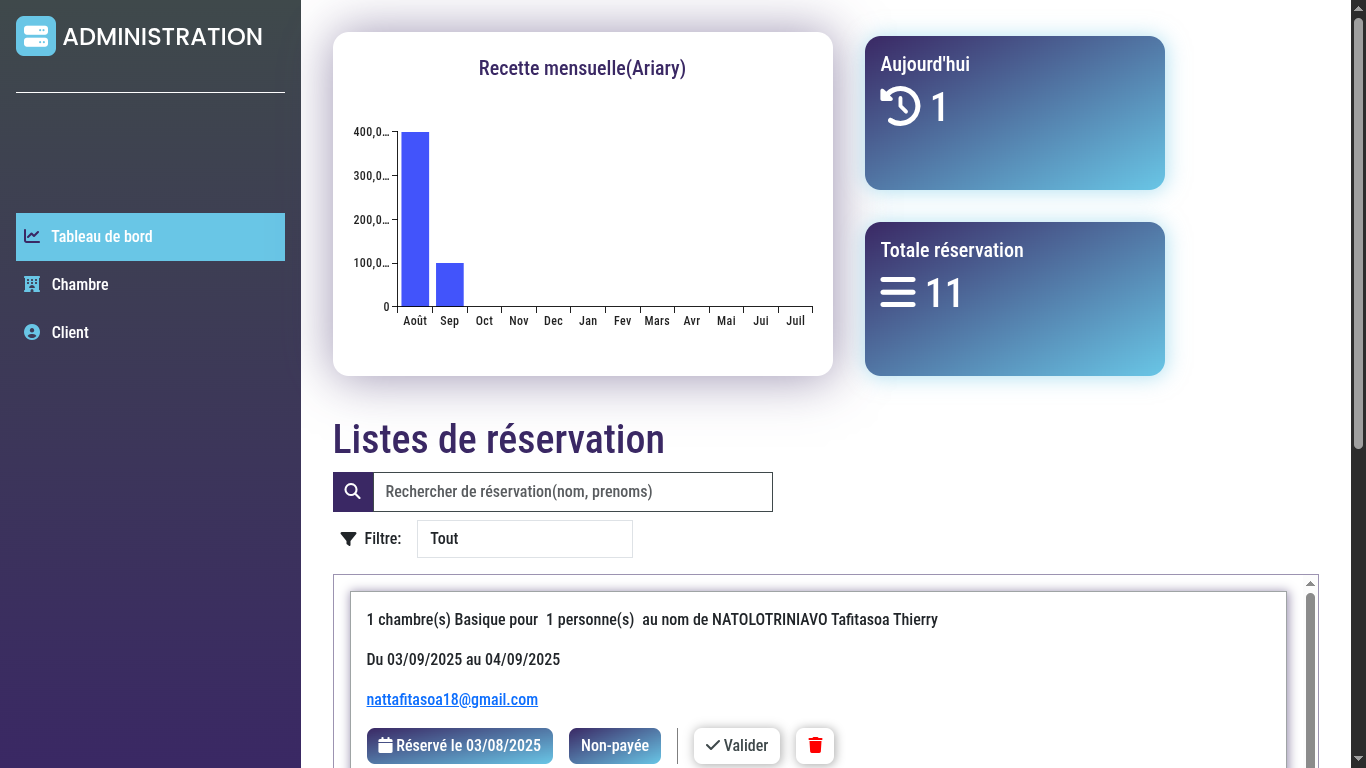 ADMINISTRATION
Tableau de bord
Chambre
Client
Recette mensuelle(Ariary)
400,0…
300,0…
200,0…
100,0…
0
Août Sep Oct Nov Dec Jan Fev Mars Avr Mai Jui Juil
Aujourd'hui
1
Totale réservation
11
Listes de réservation
Rechercher de réservation(nom, prenoms)
Filtre: Tout
1 chambre(s) Basique pour 1 personne(s) au nom de NATOLOTRINIAVO Tafitasoa Thierry
Du 03/09/2025 au 04/09/2025
nattafitasoa18@gmail.com
Réservé le 03/08/2025 Non-payée Valider